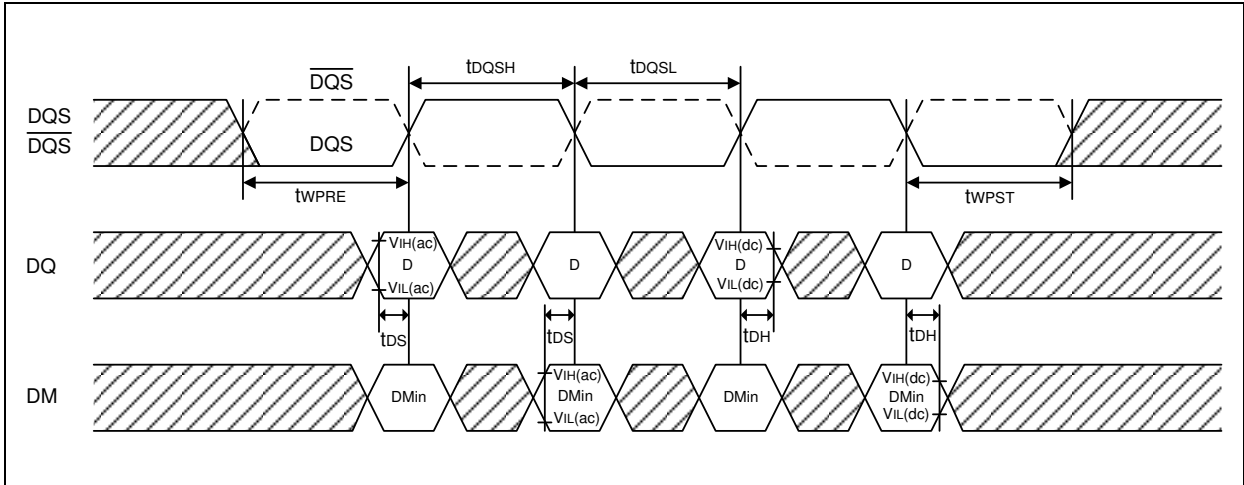 DQS
tDQSH
tDQSL
DQS
DQS
DQS
tWPRE
tWPST
DQ
VIH(ac)
D
VIL(ac)
D
VIH(dc)
D
VIL(dc)
D
tDS
tDS
tDH
tDH
DM
DMin
VIH(ac)
DMin
VIL(ac)
DMin
VIH(dc)
DMin
VIL(dc)